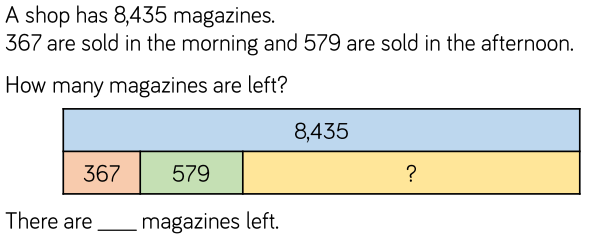 A shop has 8,435 magazines.
367 are sold in the morning and 579 are sold in the afternoon.
How many magazines are left?
8,435
367 579 ?
There are ____ magazines left.